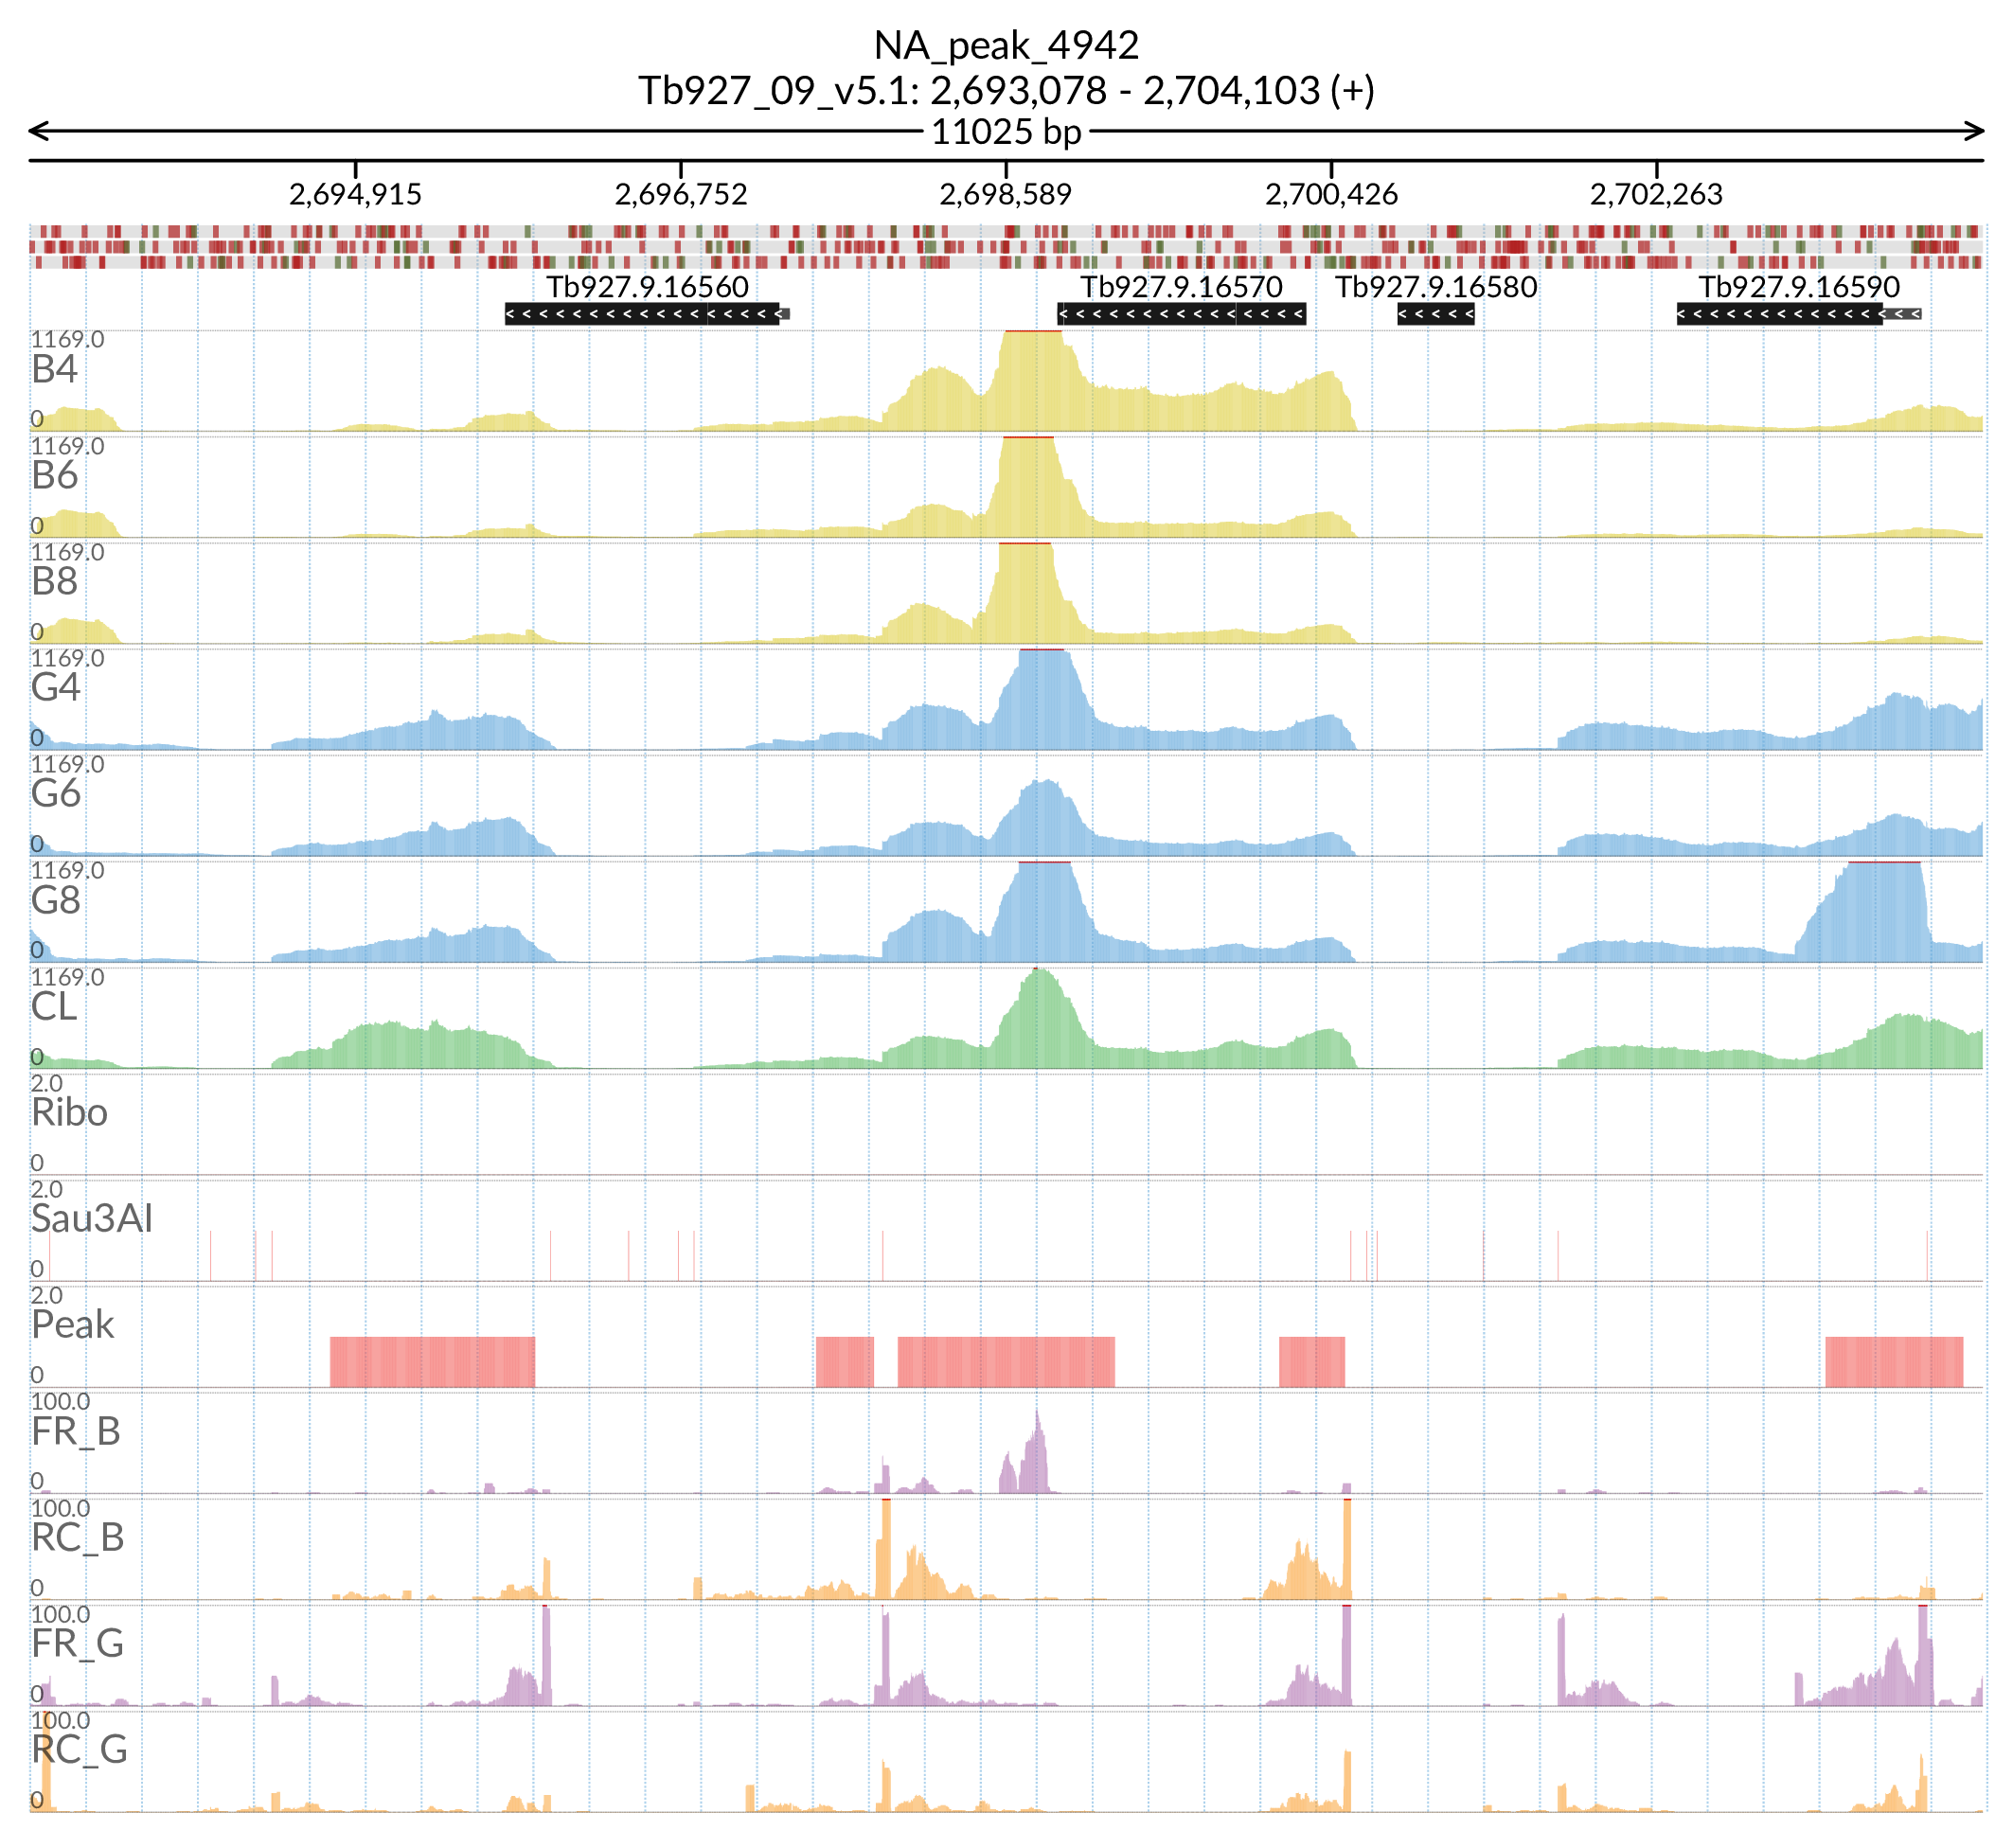 NA_peak_4942
Tb927_09_v5.1: 2,693,078 - 2,704,103 (+)
11025 bp
2,694,915 2,696,752 2,698,589 2,700,426 2,702,263
Tb927.9.16560 Tb927.9.16570 Tb927.9.16580 Tb927.9.16590
1169.0
B4
0
1169.0
B6
0
1169.0
B8
0
1169.0
G4
0
1169.0
G6
0
1169.0
G8
0
1169.0
CL
0
2.0
Ribo
0
2.0
Sau3AI
0
2.0
Peak
0
100.0
FR_B
0
100.0
RC_B
0
100.0
FR_G
0
100.0
RC_G
0